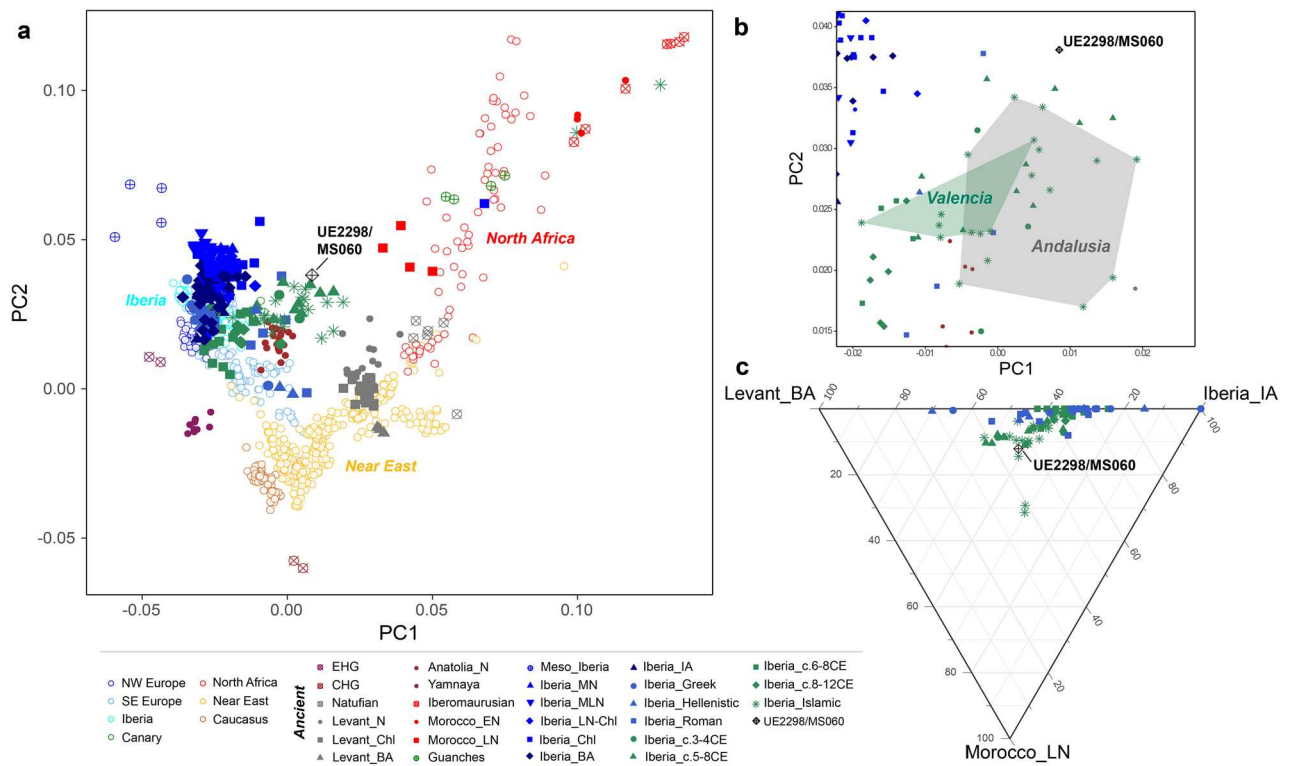 a
PC2
0.10
0.05
0.00
-0.05
-0.05
0.00
0.05
0.10
PC1
UE2298/
MS060
Iberia
North Africa
Near East
b
PC2
0.040
0.035
0.030
0.025
0.020
0.015
-0.02
-0.01
0.00
0.01
0.02
PC1
UE2298/MS060
Valencia
Andalusia
c
Levant_BA
Iberia_IA
Morocco_LN
100
80
60
40
20
20
40
60
80
100
100
80
60
40
20
UE2298/MS060
NW Europe
SE Europe
Iberia
Canary
North Africa
Near East
Caucasus
Ancient
EHG
CHG
Natufian
Levant_N
Levant_Chl
Levant_BA
Anatolia_N
Yamnaya
Iberomaurusian
Morocco_EN
Morocco_LN
Guanches
Meso_Iberia
Iberia_MN
Iberia_MLN
Iberia_LN-Chl
Iberia_Chl
Iberia_BA
Iberia_IA
Iberia_Greek
Iberia_Hellenistic
Iberia_Roman
Iberia_c.3-4CE
Iberia_c.5-8CE
Iberia_c.6-8CE
Iberia_c.8-12CE
Iberia_Islamic
UE2298/MS060